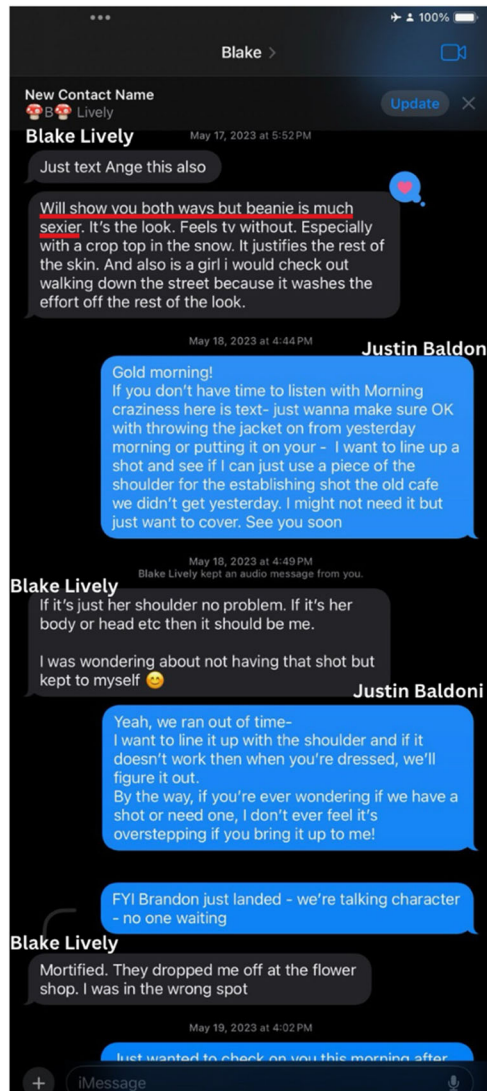 100%
Blake >
New Contact Name
🍄B🍄 Lively
Update
Blake Lively
May 17, 2023 at 5:52 PM
Just text Ange this also
Will show you both ways but beanie is much
sexier. It's the look. Feels tv without. Especially
with a crop top in the snow. It justifies the rest of
the skin. And also is a girl i would check out
walking down the street because it washes the
effort off the rest of the look.
May 18, 2023 at 4:44 PM
Justin Baldon
Gold morning!
If you don't have time to listen with Morning
craziness here is text- just wanna make sure OK
with throwing the jacket on from yesterday
morning or putting it on your - I want to line up a
shot and see if I can just use a piece of the
shoulder for the establishing shot the old cafe
we didn't get yesterday. I might not need it but
just want to cover. See you soon
May 18, 2023 at 4:49 PM
Blake Lively kept an audio message from you.
Blake Lively
If it's just her shoulder no problem. If it's her
body or head etc then it should be me.
I was wondering about not having that shot but
kept to myself 😊
Justin Baldoni
Yeah, we ran out of time-
I want to line it up with the shoulder and if it
doesn't work then when you're dressed, we'll
figure it out.
By the way, if you're ever wondering if we have a
shot or need one, I don't ever feel it's
overstepping if you bring it up to me!
FYI Brandon just landed - we're talking character
- no one waiting
Blake Lively
Mortified. They dropped me off at the flower
shop. I was in the wrong spot
May 19, 2023 at 4:02 PM
Just wanted to check on you this morning after
iMessage